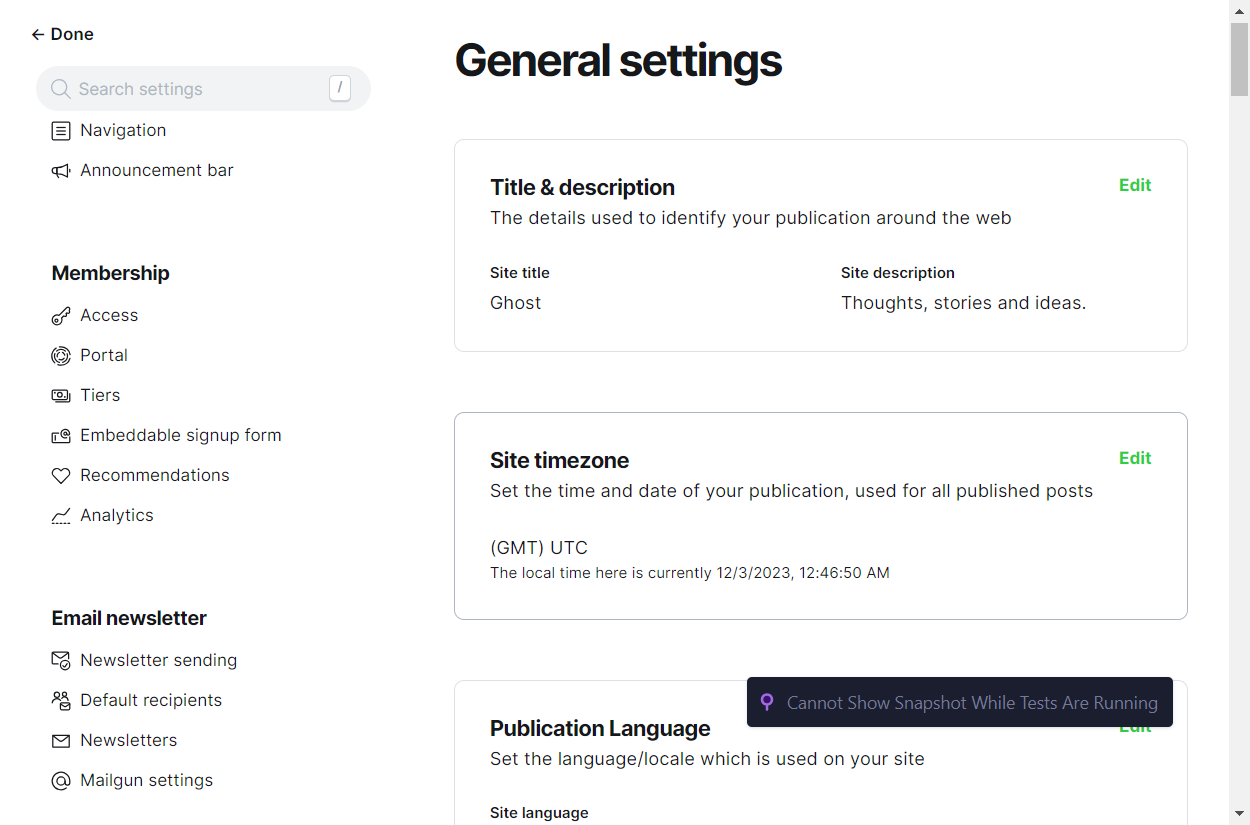 Done
Search settings /
Navigation
Announcement bar
Membership
Access
Portal
Tiers
Embeddable signup form
Recommendations
Analytics
Email newsletter
Newsletter sending
Default recipients
Newsletters
Mailgun settings
General settings
Title & description
Edit
The details used to identify your publication around the web
Site title
Ghost
Site description
Thoughts, stories and ideas.
Site timezone
Edit
Set the time and date of your publication, used for all published posts
(GMT) UTC
The local time here is currently 12/3/2023, 12:46:50 AM
Cannot Show Snapshot While Tests Are Running
Publication Language
Edit
Set the language/locale which is used on your site
Site language